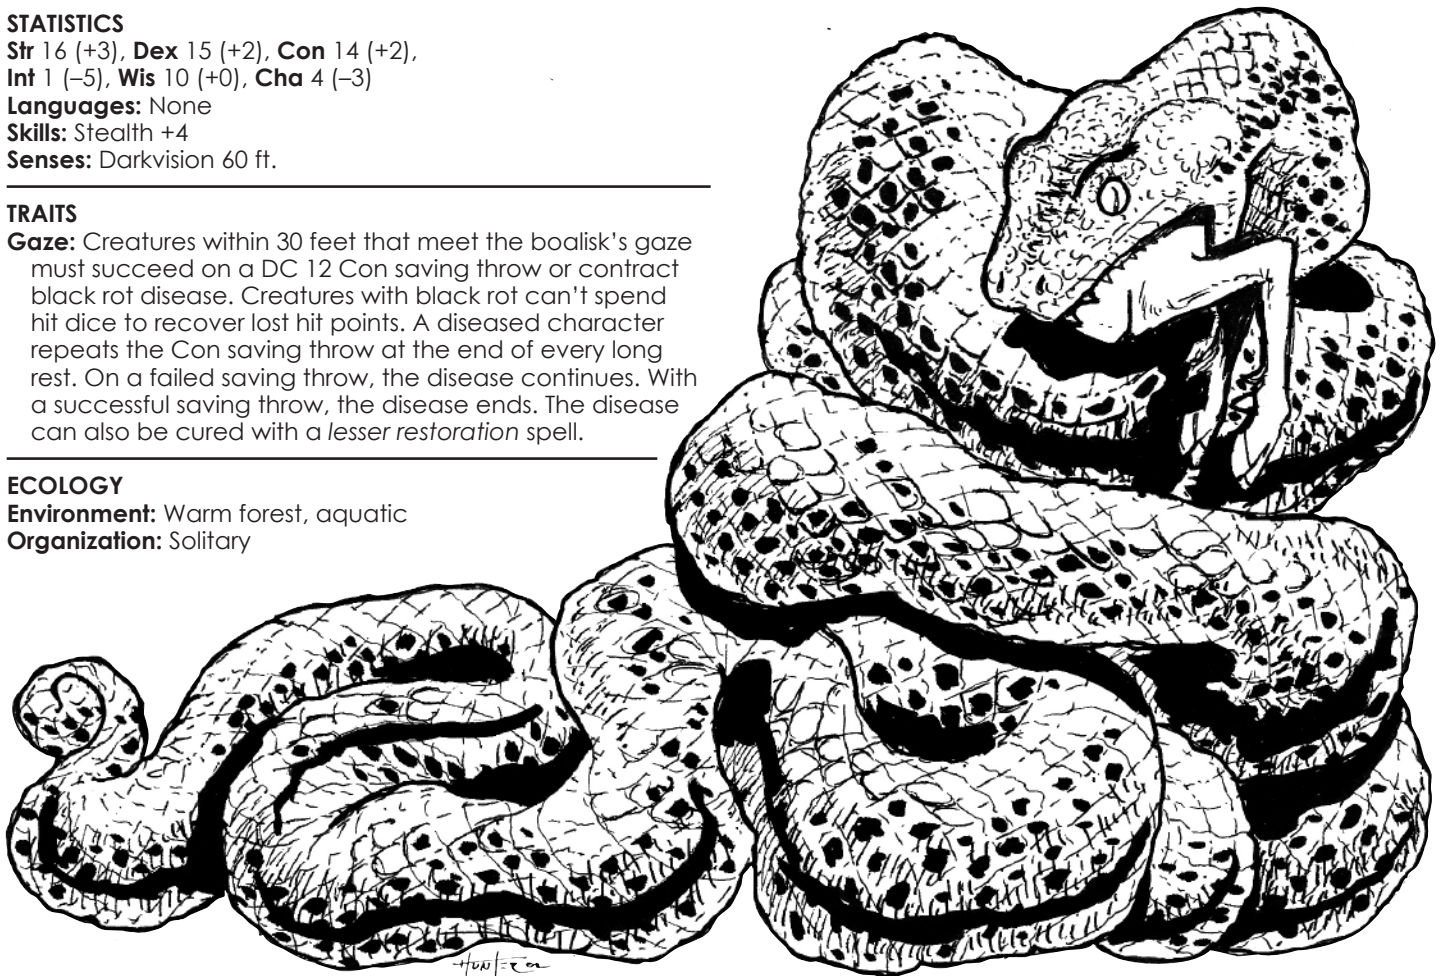 STATISTICS
Str 16 (+3), Dex 15 (+2), Con 14 (+2),
Int 1 (–5), Wis 10 (+0), Cha 4 (–3)
Languages: None
Skills: Stealth +4
Senses: Darkvision 60 ft.
TRAITS
Gaze: Creatures within 30 feet that meet the boalisk’s gaze
must succeed on a DC 12 Con saving throw or contract
black rot disease. Creatures with black rot can’t spend
hit dice to recover lost hit points. A diseased character
repeats the Con saving throw at the end of every long
rest. On a failed saving throw, the disease continues. With
a successful saving throw, the disease ends. The disease
can also be cured with a lesser restoration spell.
ECOLOGY
Environment: Warm forest, aquatic
Organization: Solitary
HUNTER